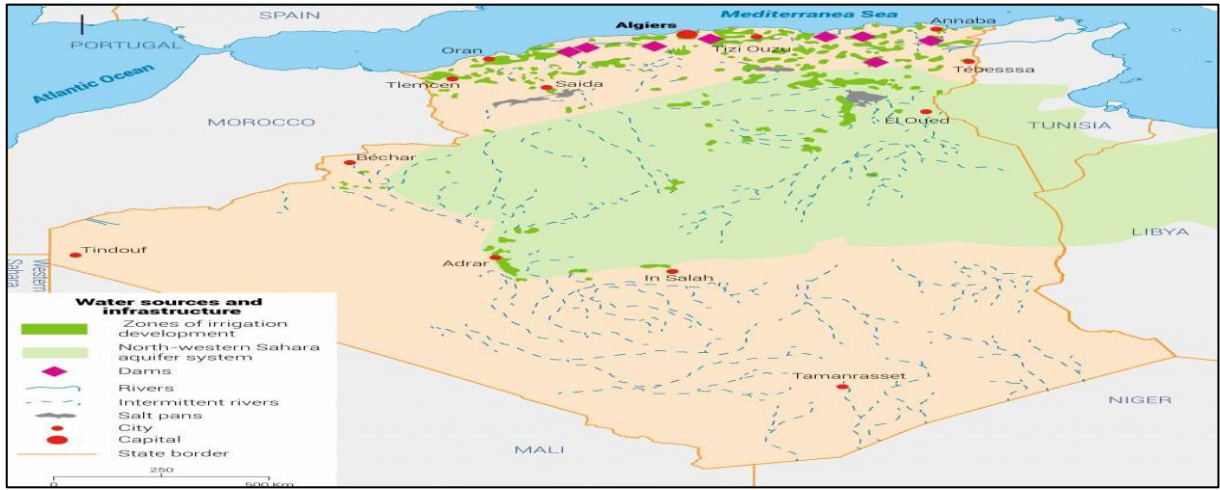 SPAIN
Mediterranea Sea
Algiers
Annaba
PORTUGAL
Oran
Tjzi Ouzu
Atlantic Ocean
Tlemcen
Saida
Tebesssa
MOROCCO
El Oued
TUNISIA
Béchar
LIBYA
Tindouf
Adrar
In Salah
Western
Sahara
Water sources and
infrastructure
Zones of irrigation
development
North-western Sahara
aquifer system
Dams
Rivers
Intermittent rivers
Salt pans
City
Capital
State border
250
0
500 Km
Tamanrasset
NIGER
MALI